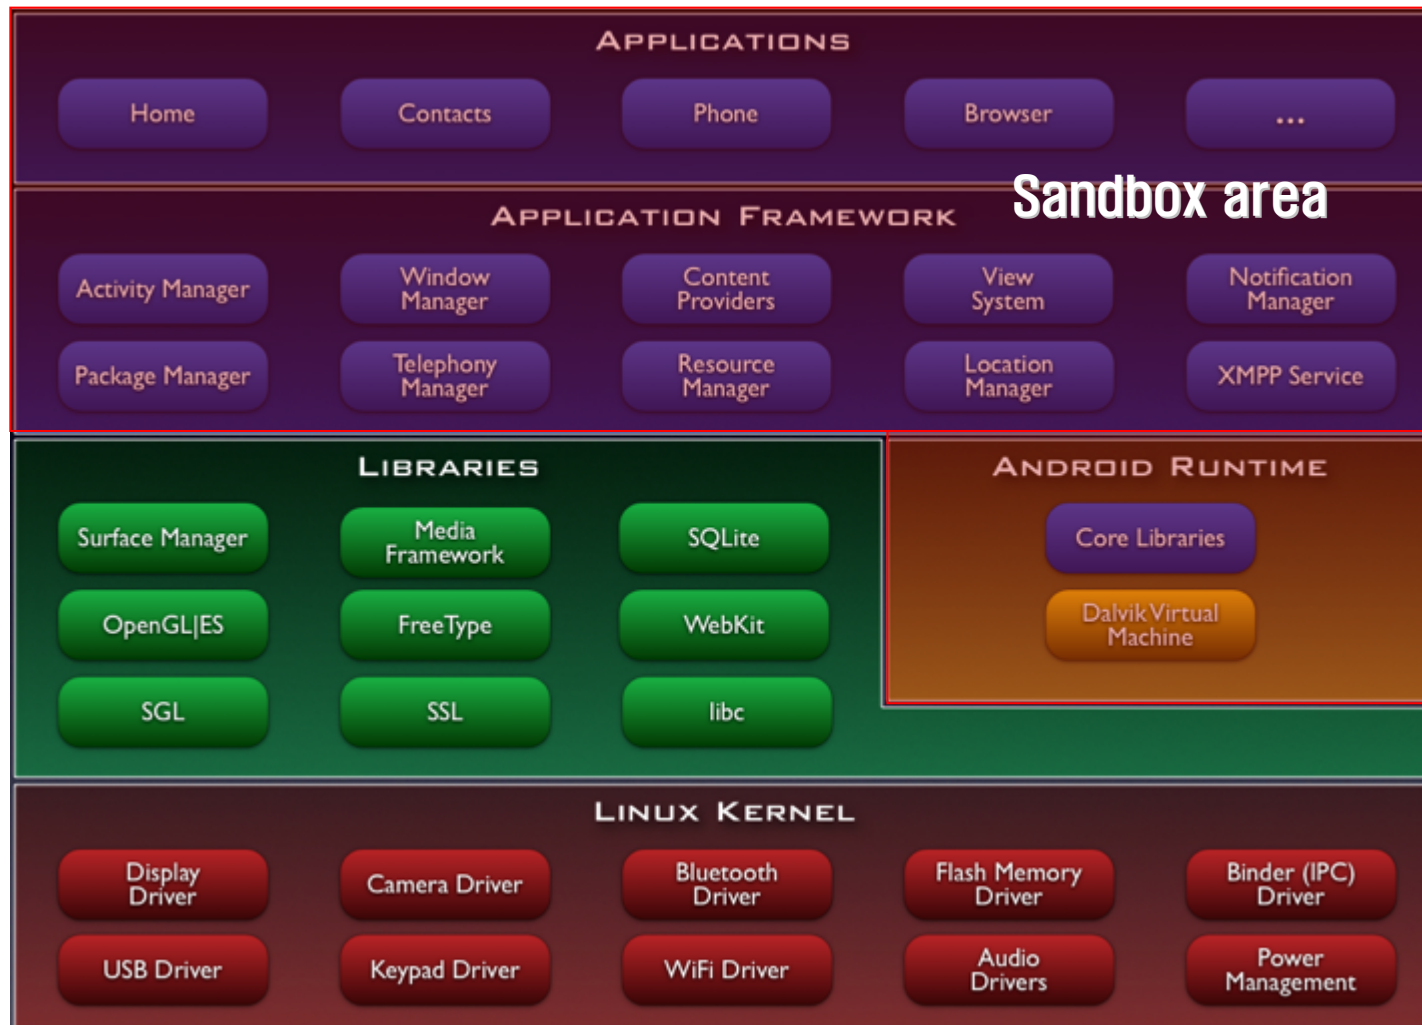 APPLICATIONS
Home
Contacts
Phone
Browser
...
Sandbox area
APPLICATION FRAMEWORK
Activity Manager
Window
Manager
Content
Providers
View
System
Notification
Manager
Package Manager
Telephony
Manager
Resource
Manager
Location
Manager
XMPP Service
LIBRARIES
Surface Manager
Media
Framework
SQLite
OpenGL|ES
FreeType
WebKit
SGL
SSL
libc
ANDROID RUNTIME
Core Libraries
Dalvik Virtual
Machine
LINUX KERNEL
Display
Driver
Camera Driver
Bluetooth
Driver
Flash Memory
Driver
Binder (IPC)
Driver
USB Driver
Keypad Driver
WiFi Driver
Audio
Drivers
Power
Management